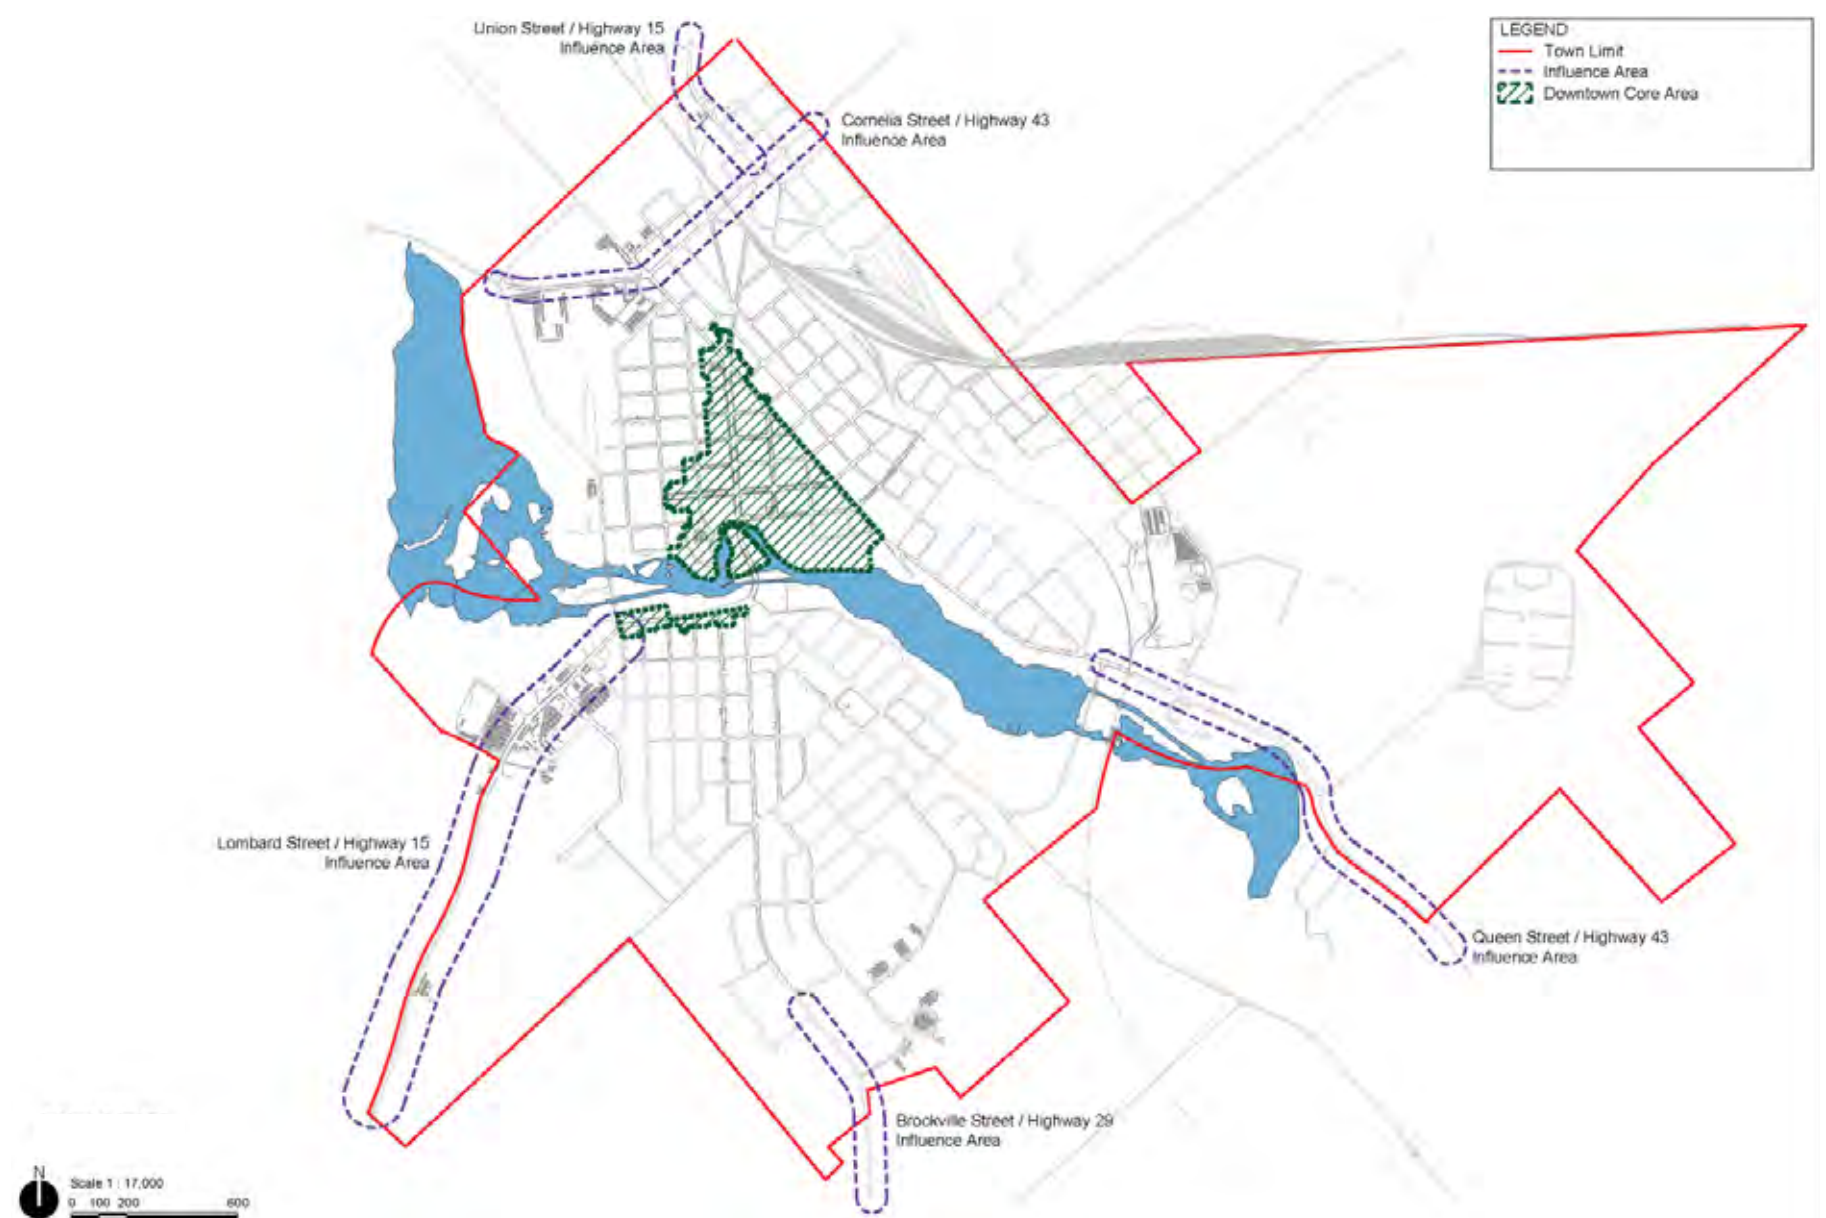 Union Street / Highway 15
Influence Area
LEGEND
Town Limit
Influence Area
Downtown Core Area
Cornelia Street / Highway 43
Influence Area
Lombard Street / Highway 15
Influence Area
Queen Street / Highway 43
Influence Area
Brockville Street / Highway 29
Influence Area
N
Scale 1 : 17,000
0 100 200 600